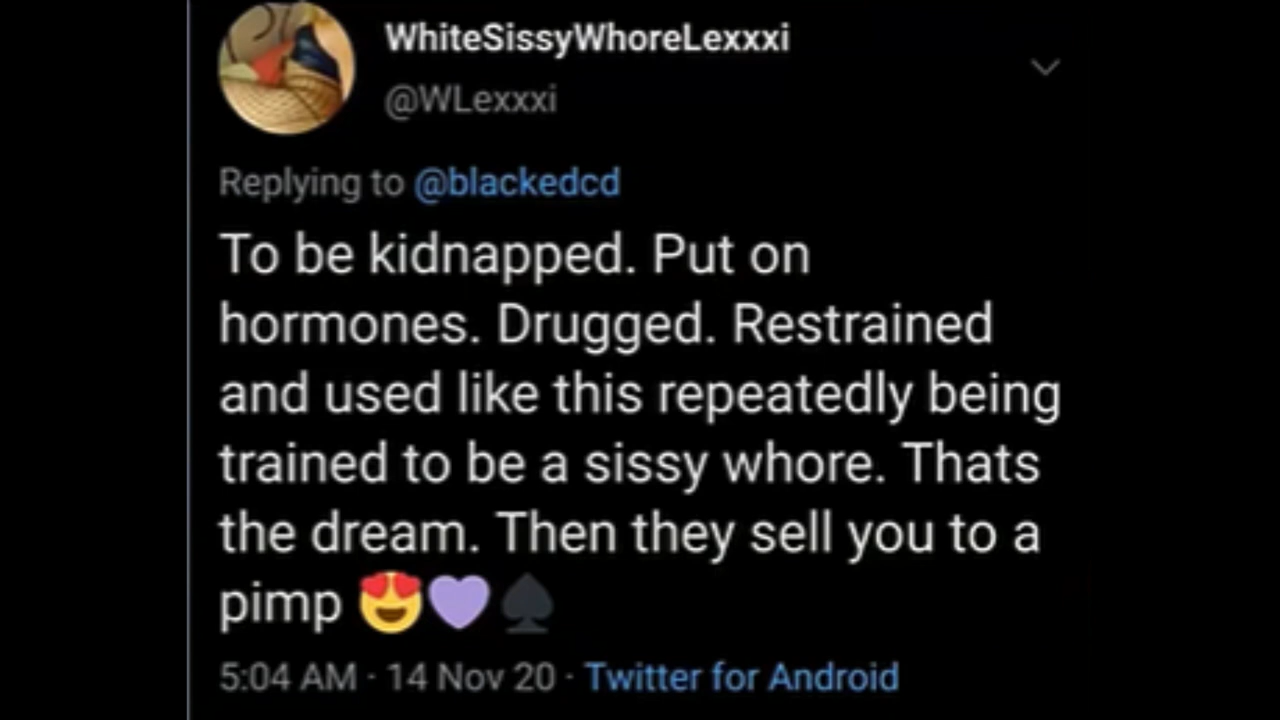 WhiteSissyWhoreLexxxi
@WLexxxi
Replying to @blackedcd
To be kidnapped. Put on
hormones. Drugged. Restrained
and used like this repeatedly being
trained to be a sissy whore. Thats
the dream. Then they sell you to a
pimp 😍💜♠
5:04 AM · 14 Nov 20 · Twitter for Android